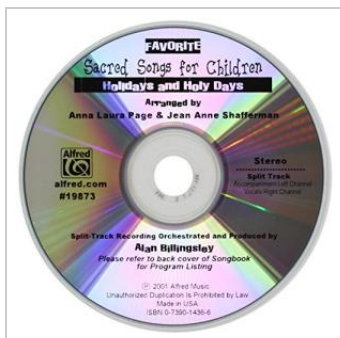 FAVORITE
Sacred Songs for Children
Holidays and Holy Days
Arranged by
Anna Laura Page & Jean Anne Shafferman
Alfred
alfred.com
#19873
Stereo
Split Track
Accompaniment Left Channel
Vocals Right Channel
Split-Track Recording Orchestrated and Produced by
Alan Billingsley
Please refer to back cover of Songbook
for Program Listing
℗ 2001 Alfred Music
Unauthorized Duplication Is Prohibited by Law
Made in USA
ISBN 0-7390-1436-6